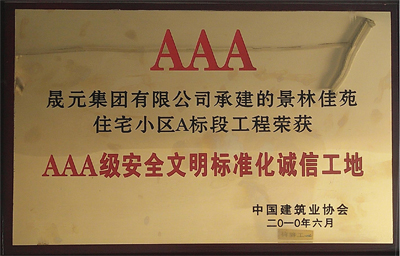 AAA
晟元集团有限公司承建的景林佳苑
住宅小区A标段工程荣获
AAA级安全文明标准化诚信工地
中国建筑业协会
二〇一〇年六月